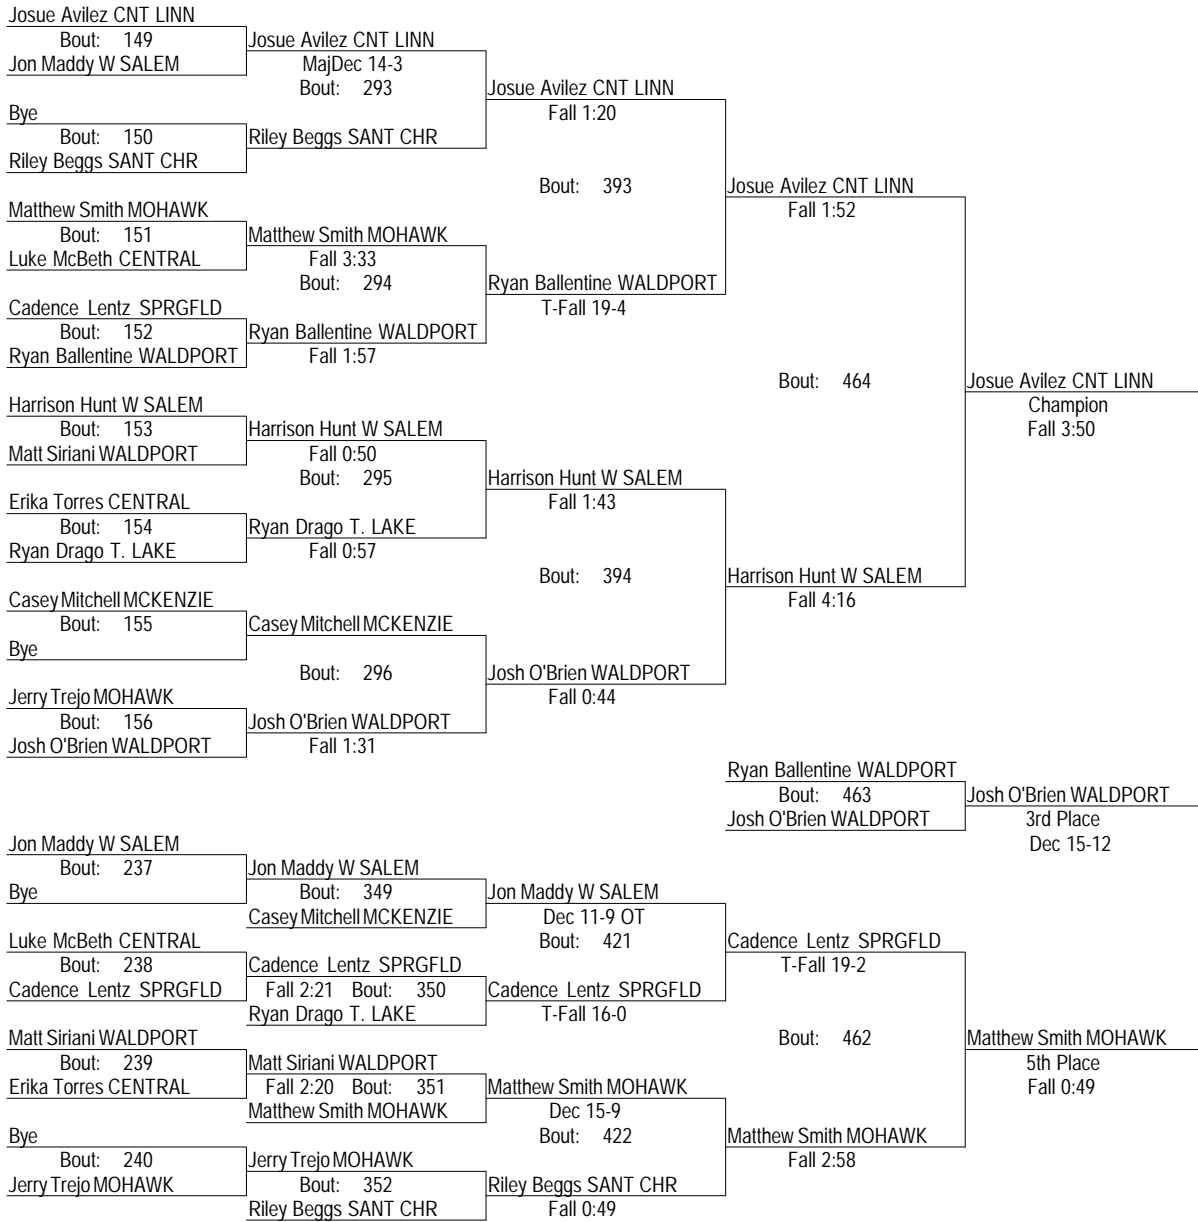 Josue Avilez CNT LINN
Bout: 149
Josue Avilez CNT LINN
Jon Maddy W SALEM
MajDec 14-3
Bout: 293
Josue Avilez CNT LINN
Bye
Fall 1:20
Bout: 150
Riley Beggs SANT CHR
Riley Beggs SANT CHR
Bout: 393
Josue Avilez CNT LINN
Matthew Smith MOHAWK
Fall 1:52
Bout: 151
Matthew Smith MOHAWK
Luke McBeth CENTRAL
Fall 3:33
Bout: 294
Ryan Ballentine WALDPORT
Cadence Lentz SPRGFLD
T-Fall 19-4
Bout: 152
Ryan Ballentine WALDPORT
Ryan Ballentine WALDPORT
Fall 1:57
Bout: 464
Josue Avilez CNT LINN
Harrison Hunt W SALEM
Champion
Bout: 153
Harrison Hunt W SALEM
Fall 3:50
Matt Siriani WALDPORT
Fall 0:50
Bout: 295
Harrison Hunt W SALEM
Erika Torres CENTRAL
Fall 1:43
Bout: 154
Ryan Drago T. LAKE
Ryan Drago T. LAKE
Fall 0:57
Bout: 394
Harrison Hunt W SALEM
Casey Mitchell MCKENZIE
Fall 4:16
Bout: 155
Casey Mitchell MCKENZIE
Bye
Bout: 296
Josh O'Brien WALDPORT
Jerry Trejo MOHAWK
Fall 0:44
Bout: 156
Josh O'Brien WALDPORT
Josh O'Brien WALDPORT
Fall 1:31
Ryan Ballentine WALDPORT
Bout: 463
Josh O'Brien WALDPORT
Josh O'Brien WALDPORT
3rd Place
Dec 15-12
Jon Maddy W SALEM
Bout: 237
Jon Maddy W SALEM
Bye
Bout: 349
Jon Maddy W SALEM
Casey Mitchell MCKENZIE
Dec 11-9 OT
Luke McBeth CENTRAL
Bout: 421
Cadence Lentz SPRGFLD
Bout: 238
Cadence Lentz SPRGFLD
T-Fall 19-2
Cadence Lentz SPRGFLD
Fall 2:21 Bout: 350
Cadence Lentz SPRGFLD
Ryan Drago T. LAKE
T-Fall 16-0
Matt Siriani WALDPORT
Bout: 462
Matthew Smith MOHAWK
Bout: 239
Matt Siriani WALDPORT
5th Place
Erika Torres CENTRAL
Fall 2:20 Bout: 351
Matthew Smith MOHAWK
Fall 0:49
Matthew Smith MOHAWK
Dec 15-9
Bye
Bout: 422
Matthew Smith MOHAWK
Bout: 240
Jerry Trejo MOHAWK
Fall 2:58
Jerry Trejo MOHAWK
Bout: 352
Riley Beggs SANT CHR
Riley Beggs SANT CHR
Fall 0:49